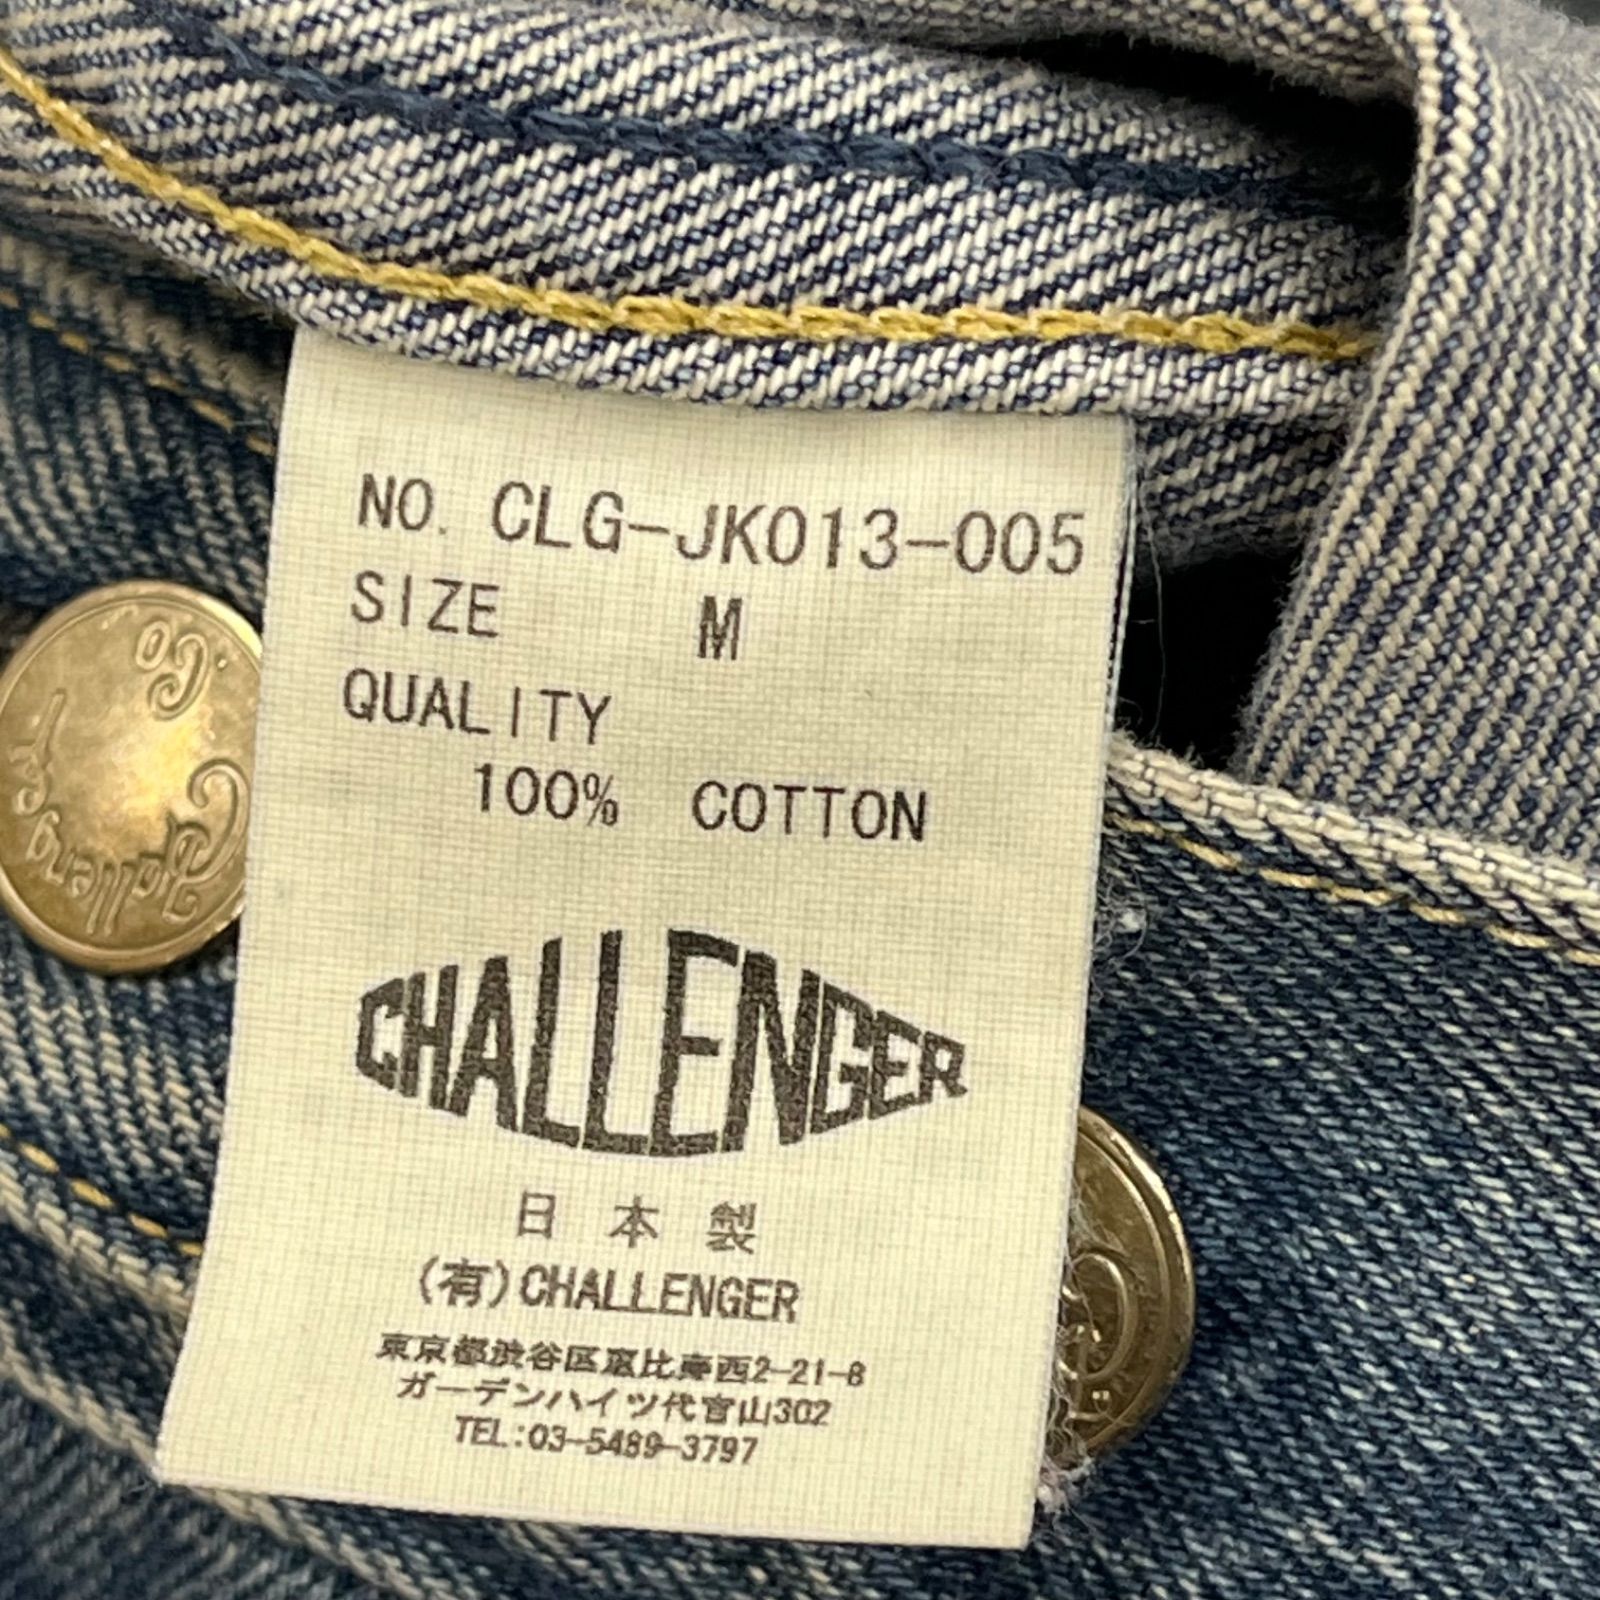 NO. CLG-JK013-005
SIZE M
QUALITY
100% COTTON
CHALLENGER
日本製
(有)CHALLENGER
東京都渋谷区恵比寿西2-21-8
ガーデンハイツ代官山302
TEL:03-5489-3797
Challenger
Co.